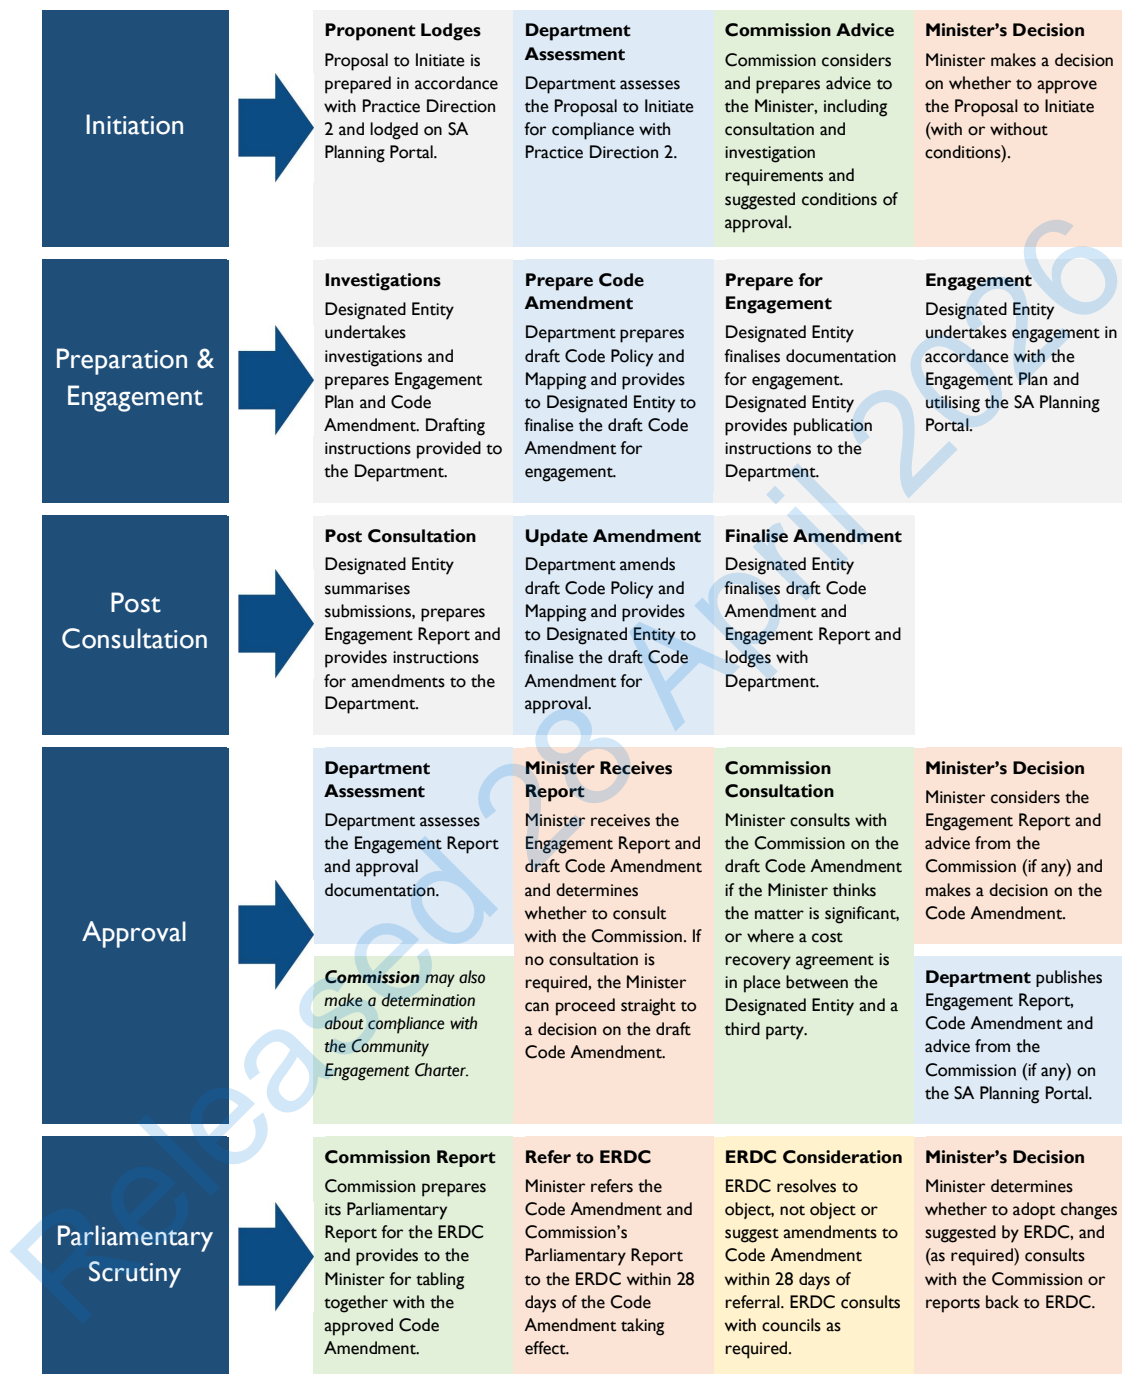 Initiation
Proponent Lodges
Proposal to Initiate is
prepared in accordance
with Practice Direction
2 and lodged on SA
Planning Portal.
Department
Assessment
Department assesses
the Proposal to Initiate
for compliance with
Practice Direction 2.
Commission Advice
Commission considers
and prepares advice to
the Minister, including
consultation and
investigation
requirements and
suggested conditions of
approval.
Minister's Decision
Minister makes a decision
on whether to approve
the Proposal to Initiate
(with or without
conditions).
Preparation &
Engagement
Investigations
Designated Entity
undertakes
investigations and
prepares Engagement
Plan and Code
Amendment. Drafting
instructions provided to
the Department.
Prepare Code
Amendment
Department prepares
draft Code Policy and
Mapping and provides
to Designated Entity to
finalise the draft Code
Amendment for
engagement.
Prepare for
Engagement
Designated Entity
finalises documentation
for engagement.
Designated Entity
provides publication
instructions to the
Department.
Engagement
Designated Entity
undertakes engagement in
accordance with the
Engagement Plan and
utilising the SA Planning
Portal.
Post
Consultation
Post Consultation
Designated Entity
summarises
submissions, prepares
Engagement Report and
provides instructions
for amendments to the
Department.
Update Amendment
Department amends
draft Code Policy and
Mapping and provides
to Designated Entity to
finalise the draft Code
Amendment for
approval.
Finalise Amendment
Designated Entity
finalises draft Code
Amendment and
Engagement Report and
lodges with
Department.
Approval
Department
Assessment
Department assesses
the Engagement Report
and approval
documentation.
Commission may also
make a determination
about compliance with
the Community
Engagement Charter.
Minister Receives
Report
Minister receives the
Engagement Report and
draft Code Amendment
and determines
whether to consult
with the Commission. If
no consultation is
required, the Minister
can proceed straight to
a decision on the draft
Code Amendment.
Commission
Consultation
Minister consults with
the Commission on the
draft Code Amendment
if the Minister thinks
the matter is significant,
or where a cost
recovery agreement is
in place between the
Designated Entity and a
third party.
Minister's Decision
Minister considers the
Engagement Report and
advice from the
Commission (if any) and
makes a decision on the
Code Amendment.
Department publishes
Engagement Report,
Code Amendment and
advice from the
Commission (if any) on
the SA Planning Portal.
Parliamentary
Scrutiny
Commission Report
Commission prepares
its Parliamentary
Report for the ERDC
and provides to the
Minister for tabling
together with the
approved Code
Amendment.
Refer to ERDC
Minister refers the
Code Amendment and
Commission's
Parliamentary Report
to the ERDC within 28
days of the Code
Amendment taking
effect.
ERDC Consideration
ERDC resolves to
object, not object or
suggest amendments to
Code Amendment
within 28 days of
referral. ERDC consults
with councils as
required.
Minister's Decision
Minister determines
whether to adopt changes
suggested by ERDC, and
(as required) consults
with the Commission or
reports back to ERDC.
Released 28 April 2026